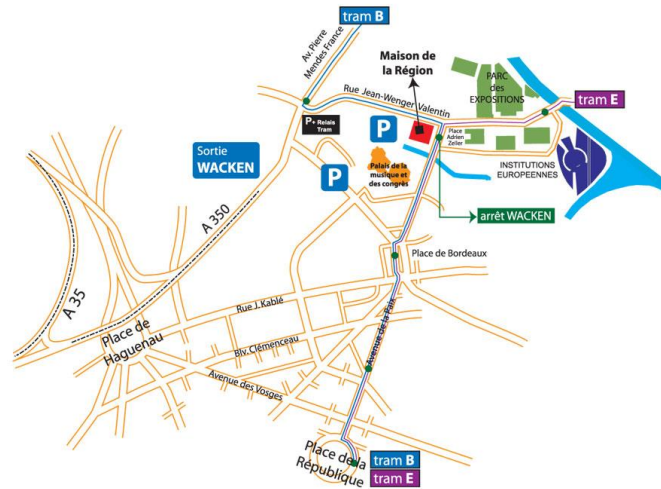 tram B
Av. Pierre
Mendes France
Maison de
la Région
Rue Jean-Wenger Valentin
PARC
des
EXPOSITIONS
tram E
P + Relais
Tram
P
Place
Adrien
Zeller
Sortie
WACKEN
P
Palais de la
musique et
des congrès
INSTITUTIONS
EUROPEENNES
arrêt WACKEN
A 350
A 35
Place de Bordeaux
Rue J. Kablé
Place de
Haguenau
Blv. Clémenceau
Avenue de la Paix
Avenue des Vosges
Place de la
République
tram B
tram E